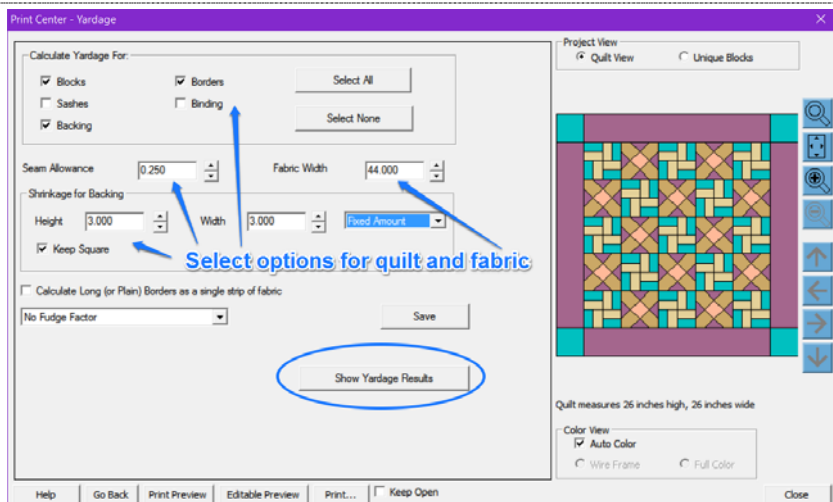 Print Center - Yardage
Calculate Yardage For:
Blocks
Borders
Select All
Sashes
Binding
Backing
Select None
Seam Allowance
0.250
Fabric Width
44.000
Shrinkage for Backing
Height
3.000
Width
3.000
Fixed Amount
Keep Square
Select options for quilt and fabric
Calculate Long (or Plain) Borders as a single strip of fabric
No Fudge Factor
Save
Show Yardage Results
Project View
Quilt View
Unique Blocks
Quilt measures 26 inches high, 26 inches wide
Color View
Auto Color
Wire Frame
Full Color
Help
Go Back
Print Preview
Editable Preview
Print...
Keep Open
Close